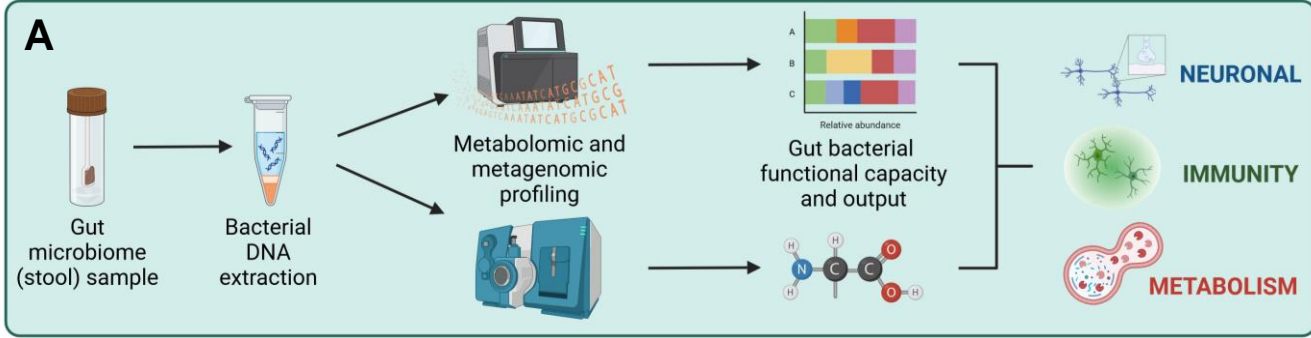 A
Gut
microbiome
(stool) sample
Bacterial
DNA
extraction
Metabolomic and
metagenomic
profiling
A
B
C
Relative abundance
Gut bacterial
functional capacity
and output
H
H
N
H
C
C
O
O
H
NEURONAL
IMMUNITY
METABOLISM